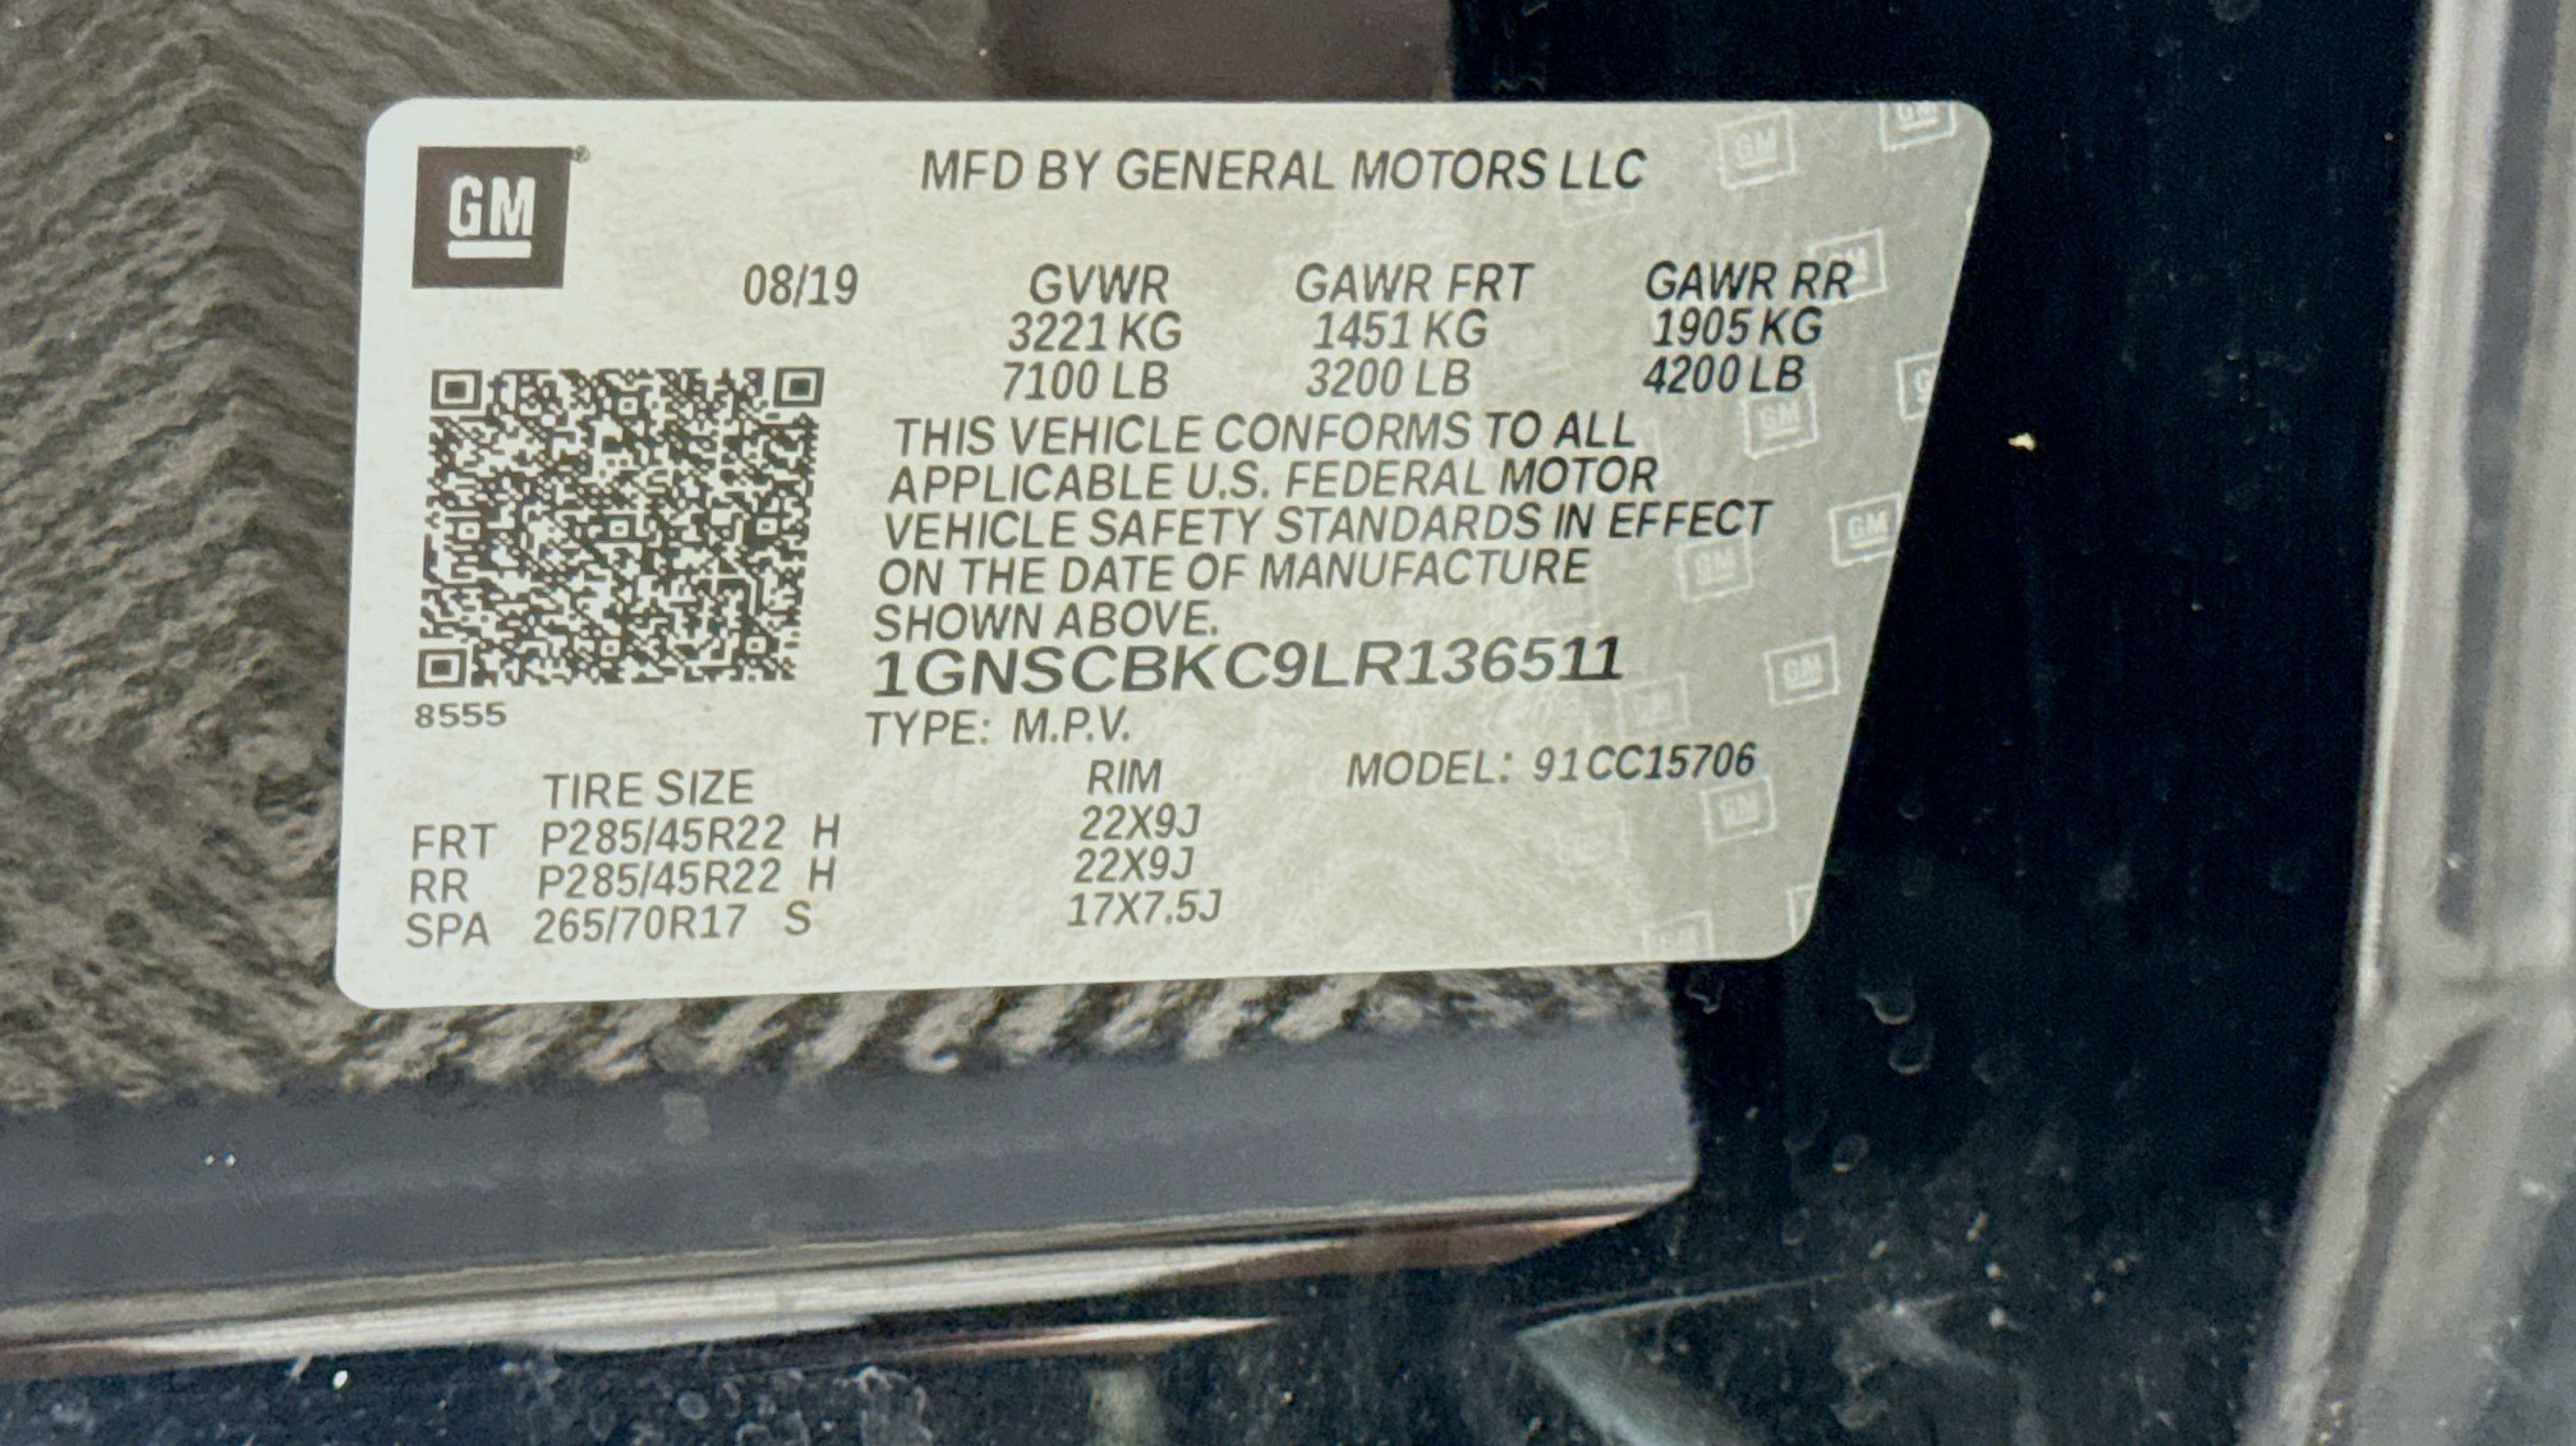 GM
MFD BY GENERAL MOTORS LLC
08/19 GVWR GAWR FRT GAWR RR
3221 KG 1451 KG 1905 KG
7100 LB 3200 LB 4200 LB
THIS VEHICLE CONFORMS TO ALL
APPLICABLE U.S. FEDERAL MOTOR
VEHICLE SAFETY STANDARDS IN EFFECT
ON THE DATE OF MANUFACTURE
SHOWN ABOVE.
1GNSCBKC9LR136511
8555
TYPE: M.P.V.
TIRE SIZE RIM MODEL: 91CC15706
FRT P285/45R22 H 22X9J
RR P285/45R22 H 22X9J
SPA 265/70R17 S 17X7.5J